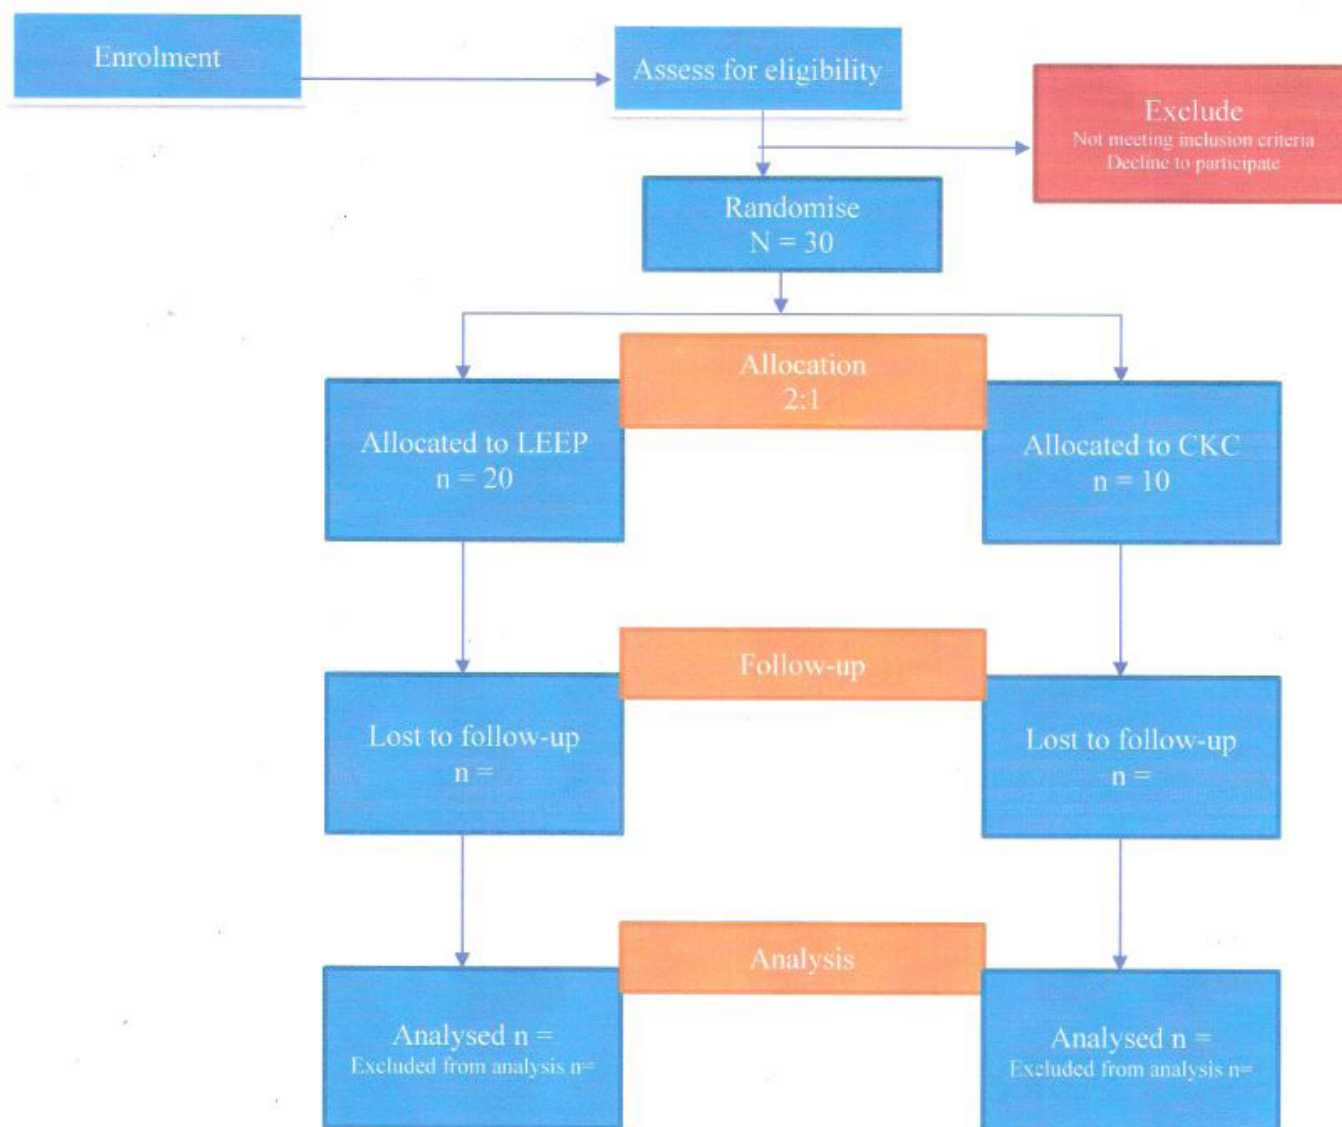 Enrolment
Assess for eligibility
Exclude
Not meeting inclusion criteria
Decline to participate
Randomise
N = 30
Allocation
2:1
Allocated to LEEP
n = 20
Allocated to CKC
n = 10
Follow-up
Lost to follow-up
n =
Lost to follow-up
n =
Analysis
Analysed n =
Excluded from analysis n=
Analysed n =
Excluded from analysis n=